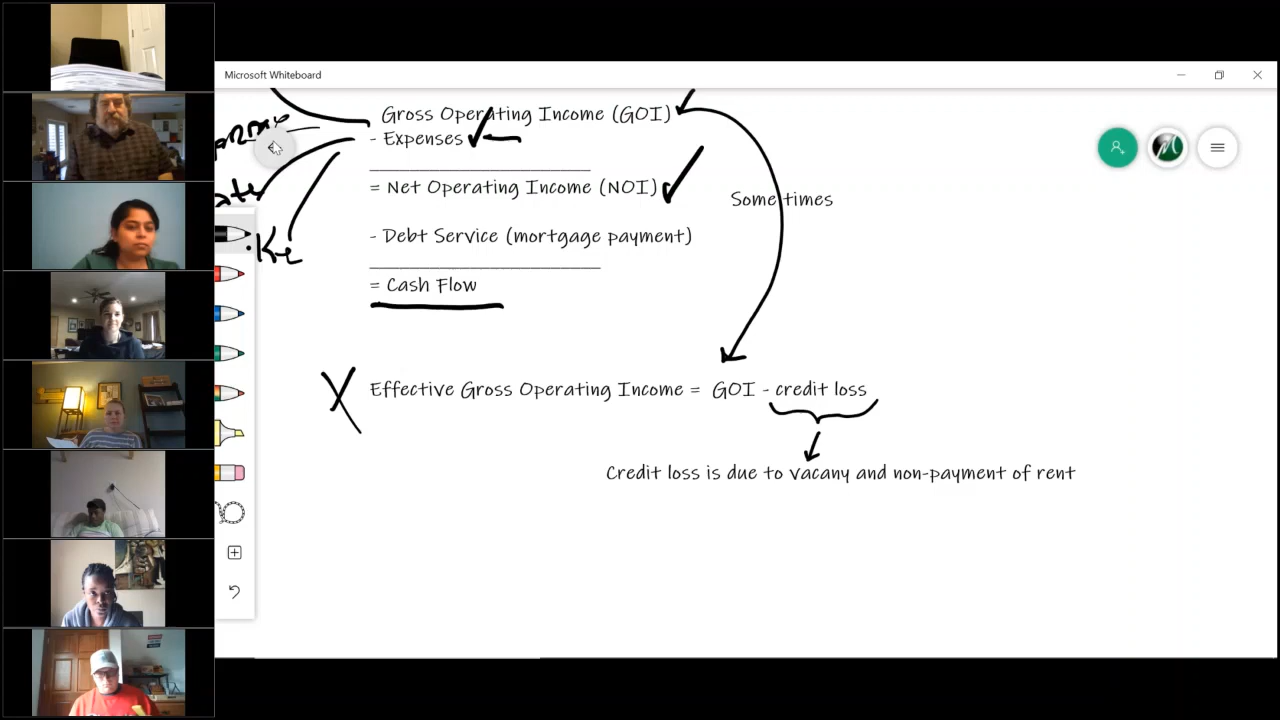 Microsoft Whiteboard
Gross Operating Income (GOI)
- Expenses
= Net Operating Income (NOI)
Some times
- Debt Service (mortgage payment)
= Cash Flow
Effective Gross Operating Income = GOI - credit loss
Credit loss is due to vacany and non-payment of rent